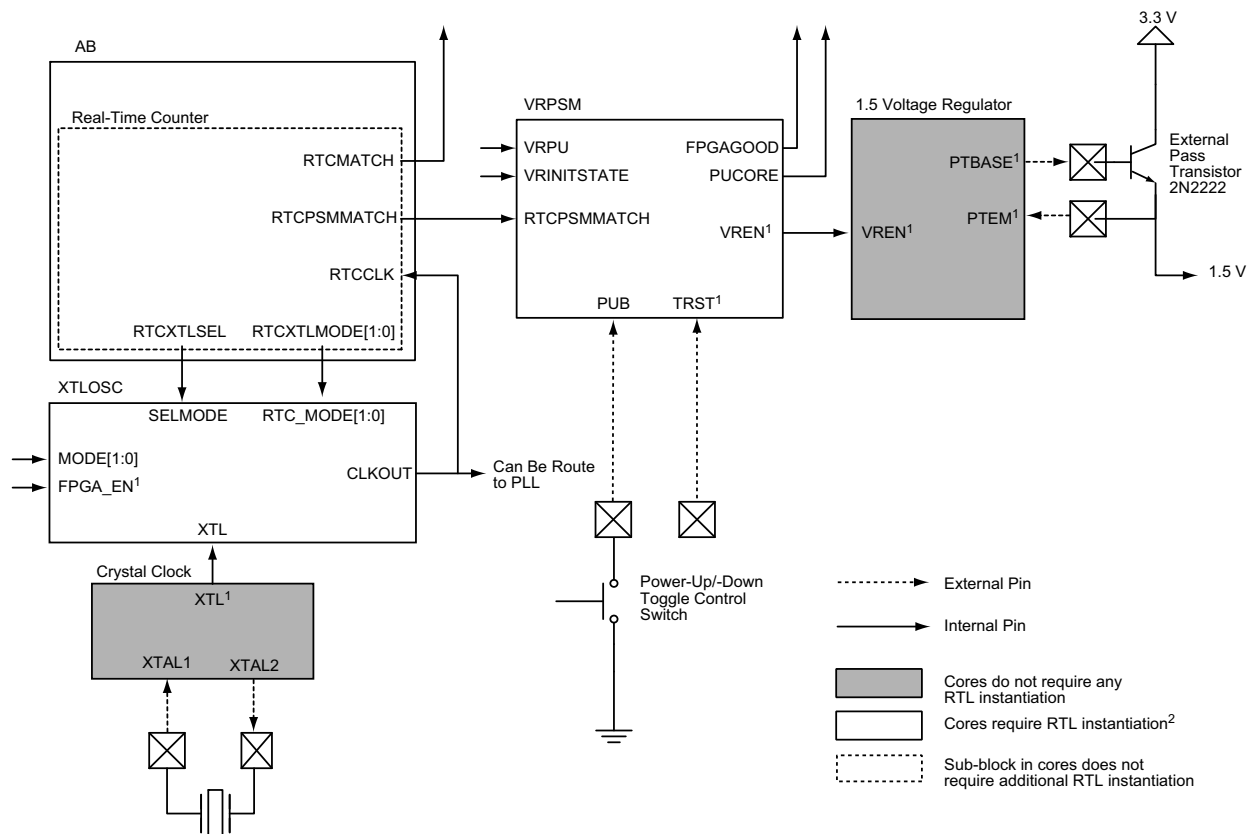 3.3 V
AB
Real-Time Counter
RTCMATCH
RTCPSMMATCH
RTCCLK
RTCXTLSEL
RTCXTLMODE[1:0]
VRPSM
VRPU
VRINITSTATE
RTCPSMMATCH
FPGAGOOD
PUCORE
VREN1
PUB
TRST1
1.5 Voltage Regulator
PTBASE1
VREN1
PTEM1
External
Pass
Transistor
2N2222
1.5 V
XTLOSC
SELMODE
RTC_MODE[1:0]
MODE[1:0]
FPGA_EN1
CLKOUT
XTL
Can Be Route
to PLL
Crystal Clock
XTL1
XTAL1
XTAL2
Power-Up/-Down
Toggle Control
Switch
External Pin
Internal Pin
Cores do not require any
RTL instantiation
Cores require RTL instantiation2
Sub-block in cores does not
require additional RTL instantiation